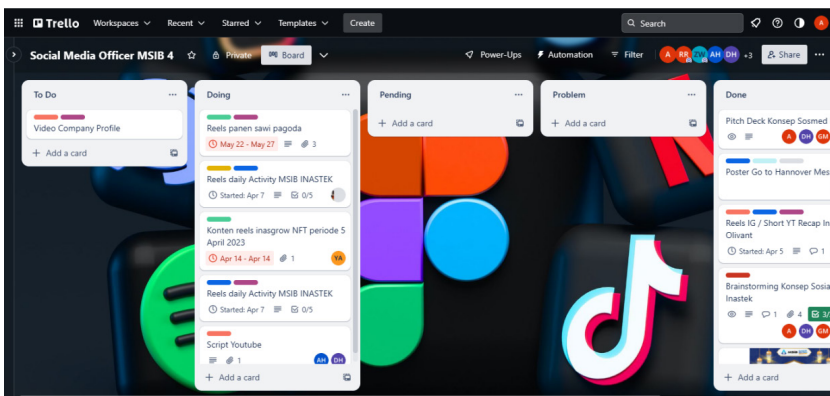 Trello Workspaces Recent Starred Templates Create Search A
Social Media Officer MSIB 4 Private Board Power-Ups Automation Filter A RR ZW AH DH +3 Share
To Do
Video Company Profile
+ Add a card
Doing
Reels panen sawi pagoda
May 22 - May 27 3
Reels daily Activity MSIB INASTEK
Started: Apr 7 0/5
Konten reels inasgrow NFT periode 5
April 2023
Apr 14 - Apr 14 1 YA
Reels daily Activity MSIB INASTEK
Started: Apr 7 0/5
Script Youtube
1 AH DH
+ Add a card
Pending
+ Add a card
Problem
+ Add a card
Done
Pitch Deck Konsep Sosmed
A DH GM
Poster Go to Hannover Mes
Reels IG / Short YT Recap In
Olivant
Started: Apr 5 1
Brainstorming Konsep Sosia
Inastek
1 4 3/
A DH GM
+ Add a card